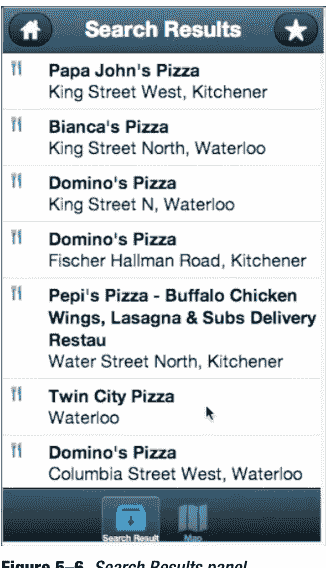 Search Results
Papa John's Pizza
King Street West, Kitchener
Bianca's Pizza
King Street North, Waterloo
Domino's Pizza
King Street N, Waterloo
Domino's Pizza
Fischer Hallman Road, Kitchener
Pepi's Pizza - Buffalo Chicken
Wings, Lasagna & Subs Delivery
Restau
Water Street North, Kitchener
Twin City Pizza
Waterloo
Domino's Pizza
Columbia Street West, Waterloo
Search Result Map
Figure 5–6. Search Results panel